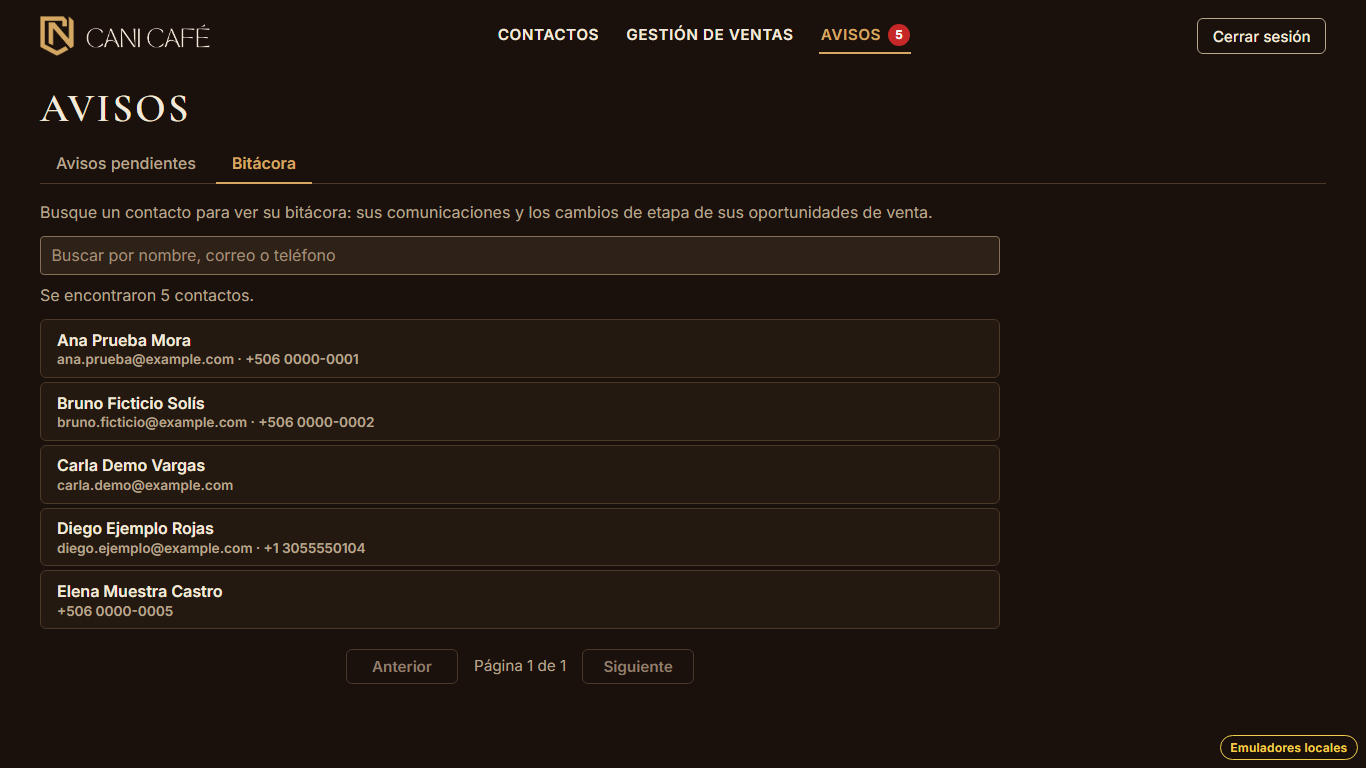 CANI CAFÉ
CONTACTOS GESTIÓN DE VENTAS AVISOS 5
Cerrar sesión
AVISOS
Avisos pendientes Bitácora
Busque un contacto para ver su bitácora: sus comunicaciones y los cambios de etapa de sus oportunidades de venta.
Buscar por nombre, correo o teléfono
Se encontraron 5 contactos.
Ana Prueba Mora
ana.prueba@example.com · +506 0000-0001
Bruno Ficticio Solís
bruno.ficticio@example.com · +506 0000-0002
Carla Demo Vargas
carla.demo@example.com
Diego Ejemplo Rojas
diego.ejemplo@example.com · +1 3055550104
Elena Muestra Castro
+506 0000-0005
Anterior Página 1 de 1 Siguiente
Emuladores locales